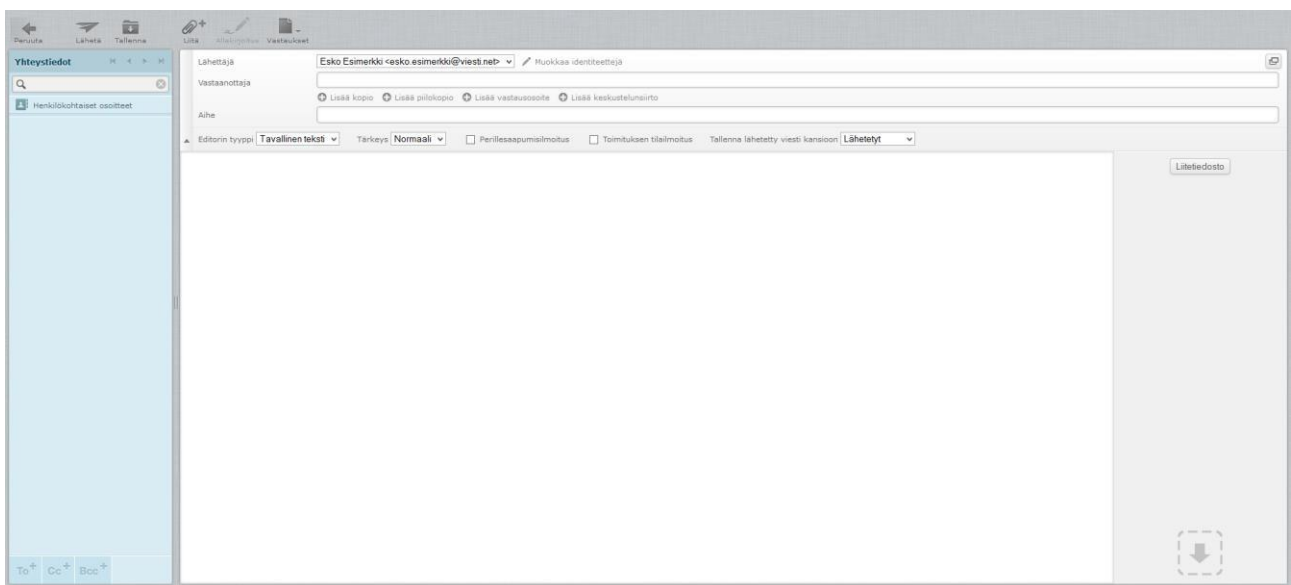 Peruuta Lähetä Tallenna Liitä Allekirjoitus Vastaukset
Yhteystiedot
Henkilökohtaiset osoitteet
To+ Cc+ Bcc+
Lähettäjä Esko Esimerkki <esko.esimerkki@viesti.net> Muokkaa identiteettejä
Vastaanottaja
Lisää kopio Lisää piilokopio Lisää vastausosoite Lisää keskustelunsiirto
Aihe
Editorin tyyppi Tavallinen teksti Tärkeys Normaali Perillesaapumisilmoitus Toimituksen tilailmoitus Tallenna lähetetty viesti kansioon Lähetetyt
Liitetiedosto